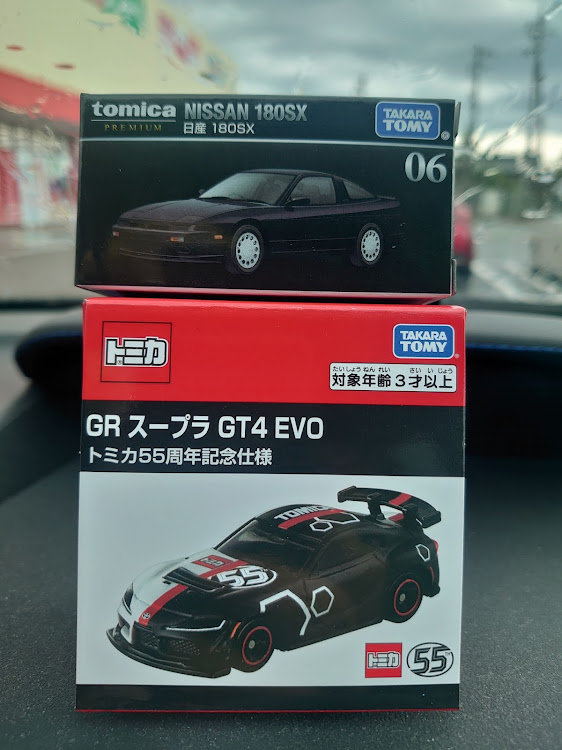 tomica
PREMIUM
NISSAN 180SX
日産 180SX
TAKARA
TOMY
06
トミカ
TAKARA
TOMY
たいしょう ねん れい さい い じょう
対象年齢3才以上
GR スープラ GT4 EVO
トミカ55周年記念仕様
TOMICA
トミカ
55
トミカ
55